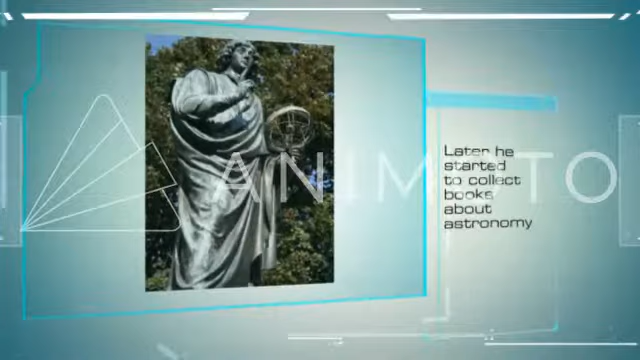 ANIMOTO
Later he
started
to collect
books
about
astronomy